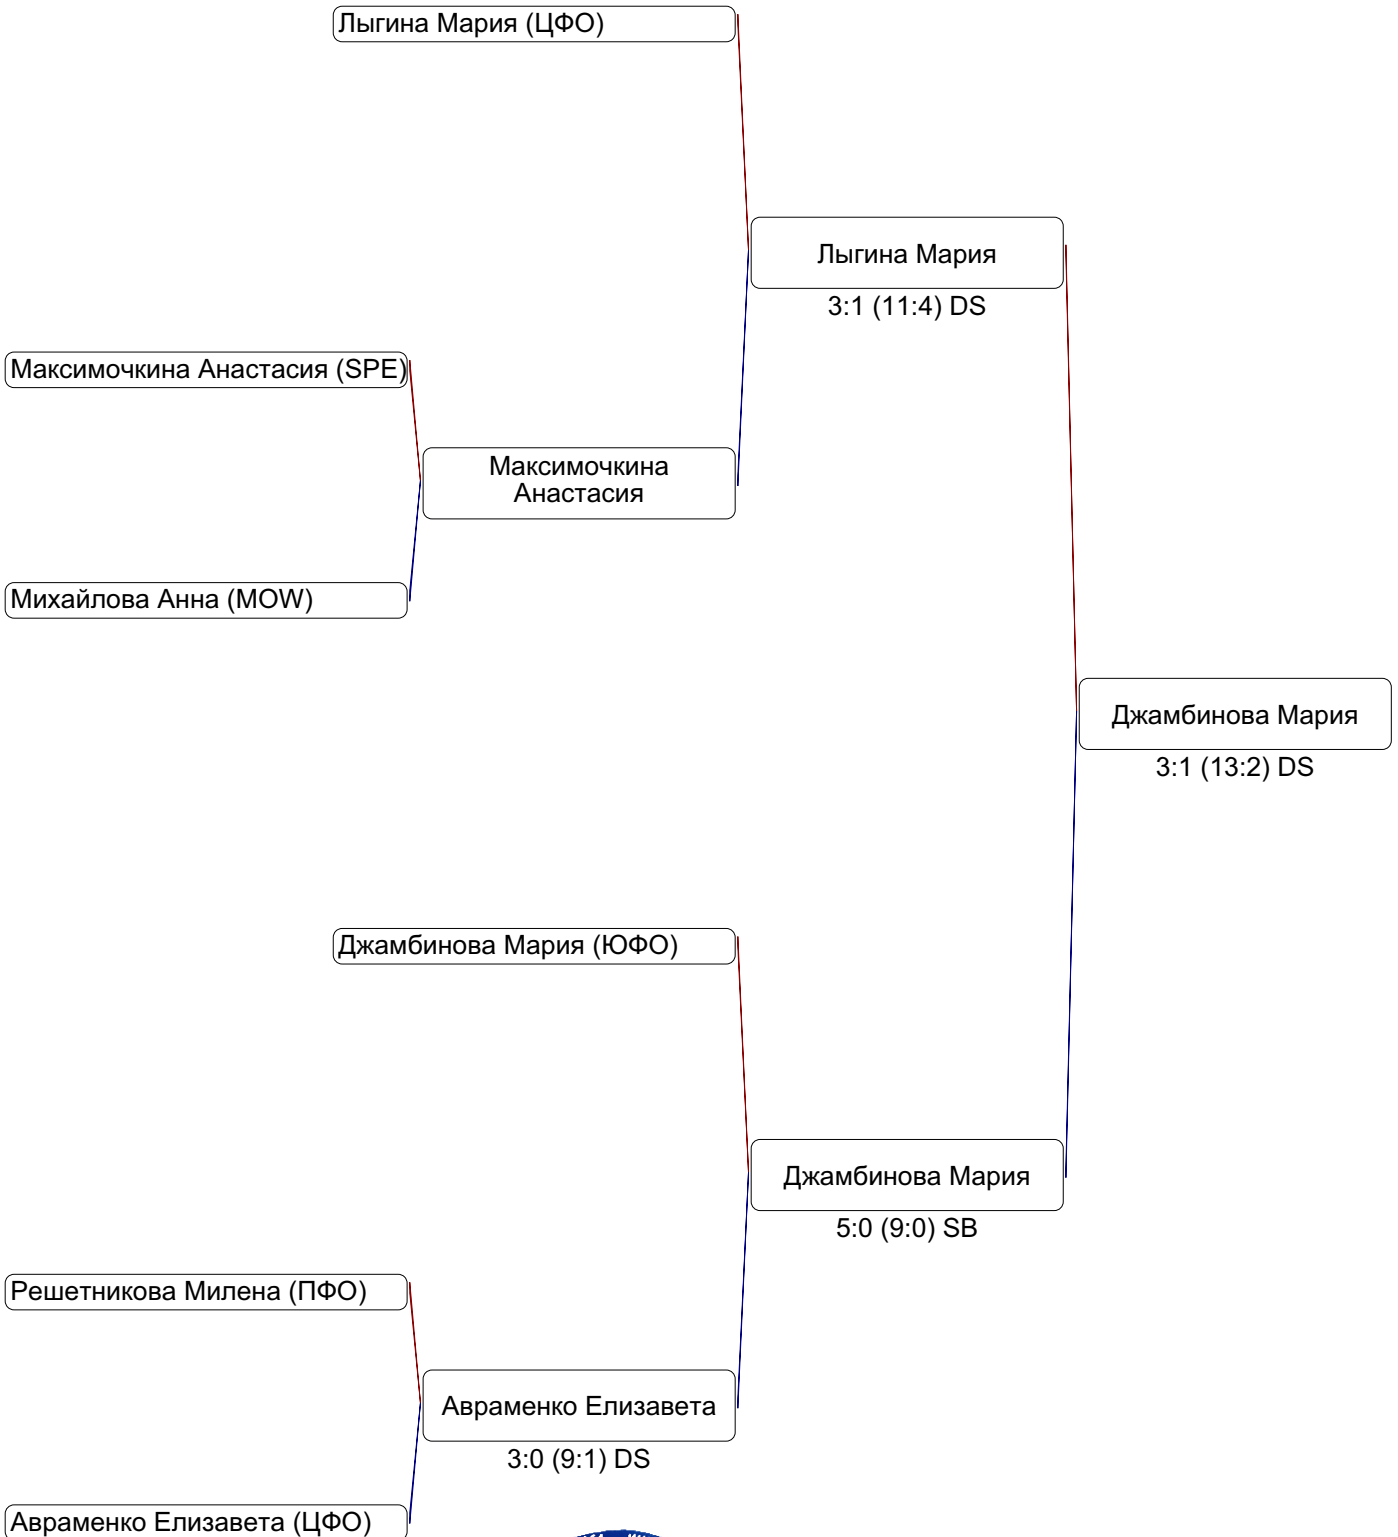 Лыгина Мария (ЦФО)
Лыгина Мария
3:1 (11:4) DS
Максимочкина Анастасия (SPE)
Максимочкина
Анастасия
Михайлова Анна (MOW)
Джамбинова Мария
3:1 (13:2) DS
Джамбинова Мария (ЮФО)
Джамбинова Мария
5:0 (9:0) SB
Решетникова Милена (ПФО)
Авраменко Елизавета
3:0 (9:1) DS
Авраменко Елизавета (ЦФО)